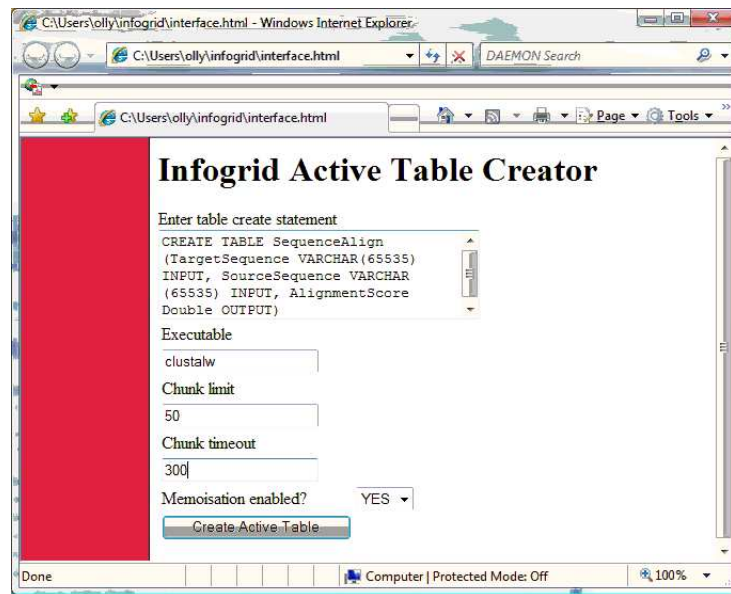 C:\Users\olly\infogrid\interface.html - Windows Internet Explorer
C:\Users\olly\infogrid\interface.html
DAEMON Search
C:\Users\olly\infogrid\interface.html
Page
Tools
Infogrid Active Table Creator
Enter table create statement
CREATE TABLE SequenceAlign
(TargetSequence VARCHAR(65535)
INPUT, SourceSequence VARCHAR
(65535) INPUT, AlignmentScore
Double OUTPUT)
Executable
clustalw
Chunk limit
50
Chunk timeout
300
Memoisation enabled? YES
Create Active Table
Done
Computer | Protected Mode: Off
100%